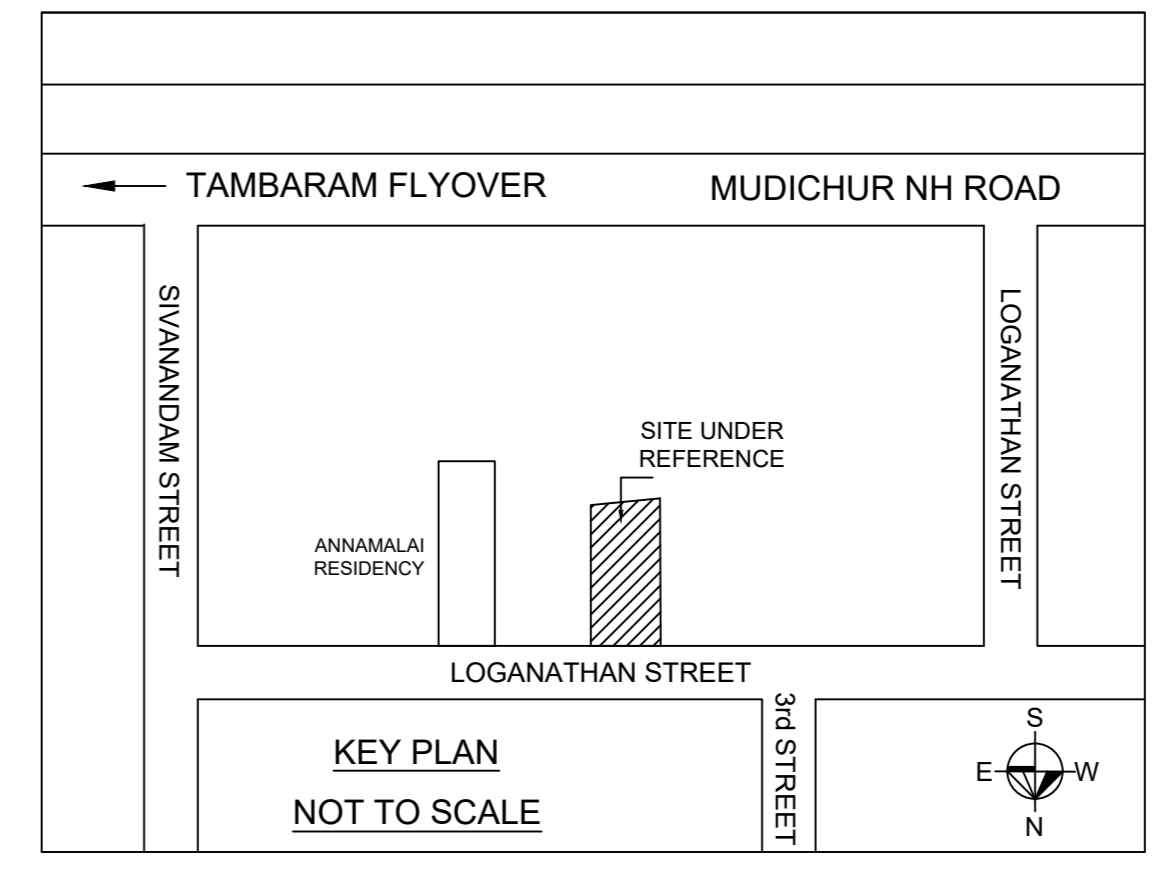 TAMBARAM FLYOVER
MUDICHUR NH ROAD
SIVANANDAM STREET
LOGANATHAN STREET
SITE UNDER
REFERENCE
ANNAMALAI
RESIDENCY
LOGANATHAN STREET
3rd STREET
KEY PLAN
NOT TO SCALE
S
E
W
N